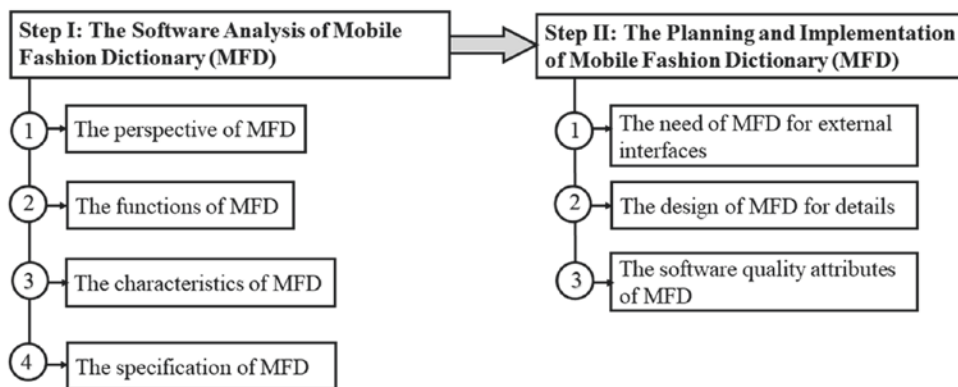 Step I: The Software Analysis of Mobile
Fashion Dictionary (MFD)
1
The perspective of MFD
2
The functions of MFD
3
The characteristics of MFD
4
The specification of MFD
Step II: The Planning and Implementation
of Mobile Fashion Dictionary (MFD)
1
The need of MFD for external
interfaces
2
The design of MFD for details
3
The software quality attributes
of MFD